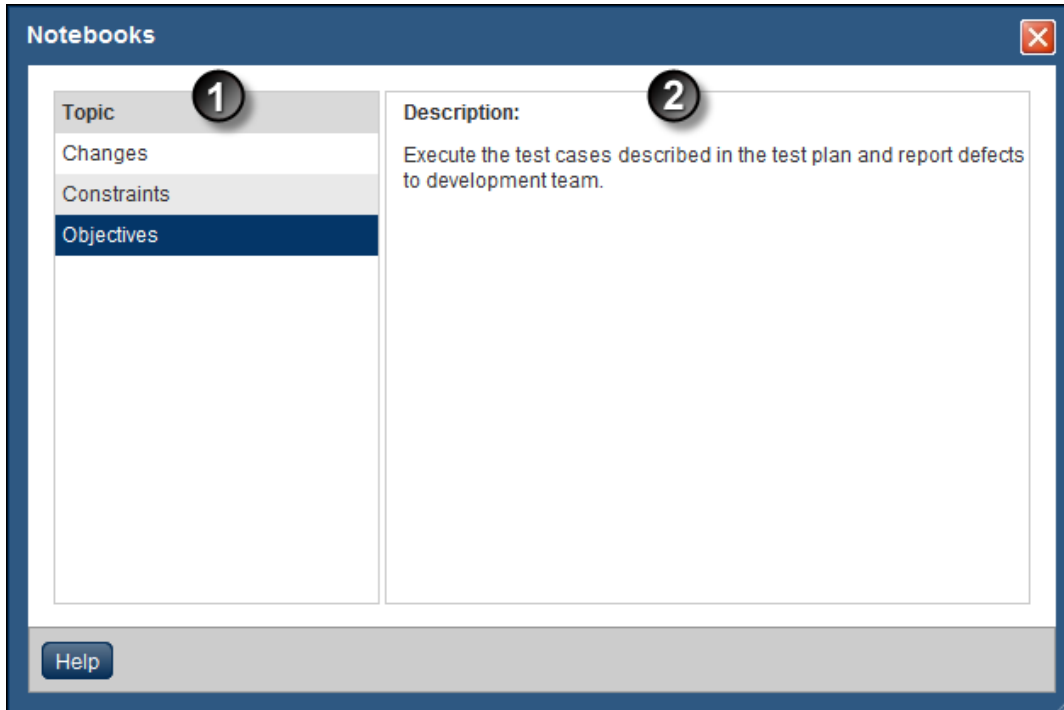 Notebooks
Topic
1
Changes
Constraints
Objectives
2
Description:
Execute the test cases described in the test plan and report defects
to development team.
Help